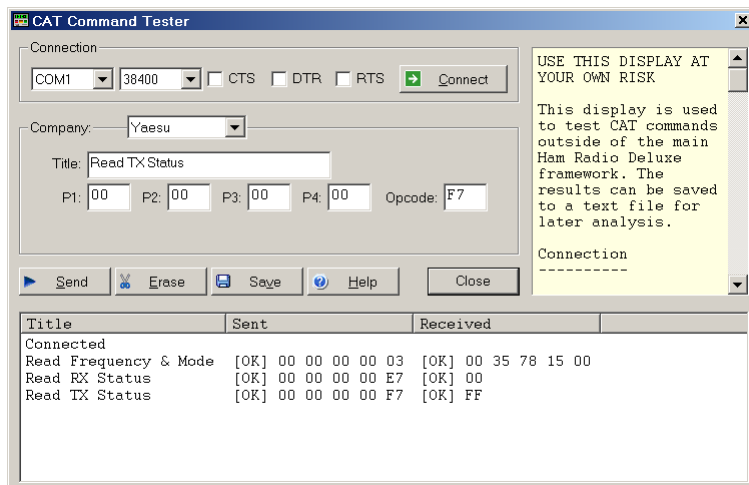 CAT Command Tester
Connection
COM1 38400 CTS DTR RTS Connect
Company: Yaesu
Title: Read TX Status
P1: 00 P2: 00 P3: 00 P4: 00 Opcode: F7
Send Erase Save Help Close
USE THIS DISPLAY AT
YOUR OWN RISK
This display is used
to test CAT commands
outside of the main
Ham Radio Deluxe
framework. The
results can be saved
to a text file for
later analysis.
Connection
----------
Title Sent Received
Connected
Read Frequency & Mode [OK] 00 00 00 00 03 [OK] 00 35 78 15 00
Read RX Status [OK] 00 00 00 00 E7 [OK] 00
Read TX Status [OK] 00 00 00 00 F7 [OK] FF